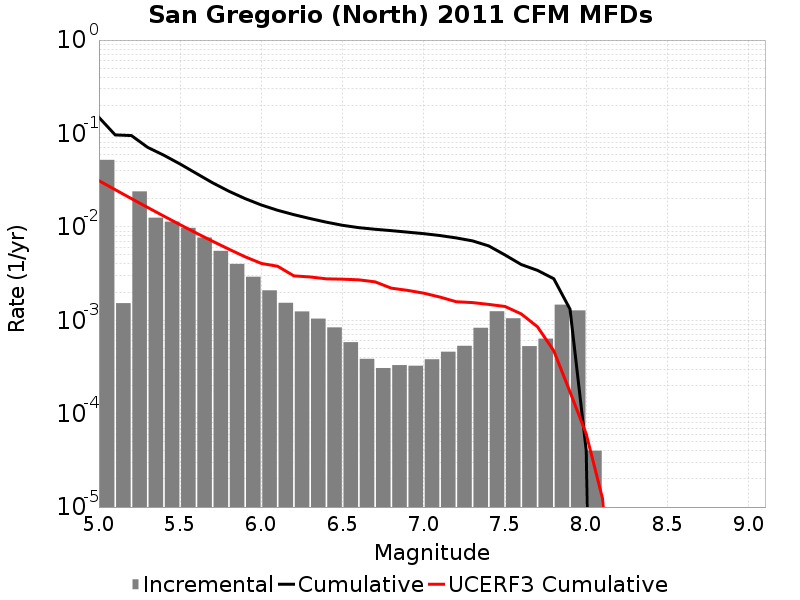 San Gregorio (North) 2011 CFM MFDs
10^0
10^-1
10^-2
10^-3
10^-4
10^-5
Rate (1/yr)
5.0 5.5 6.0 6.5 7.0 7.5 8.0 8.5 9.0
Magnitude
Incremental Cumulative UCERF3 Cumulative